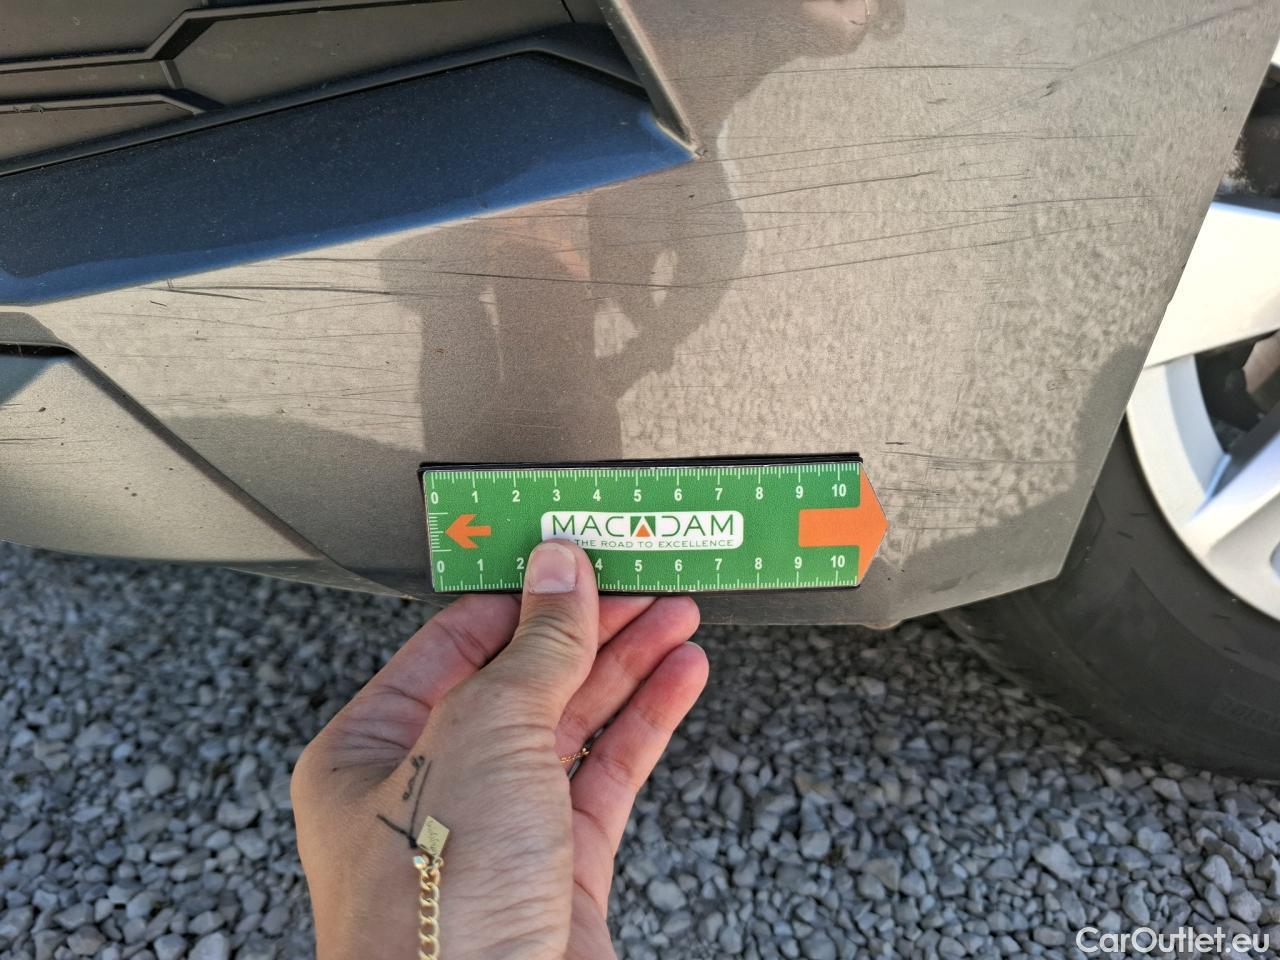 0 1 2 3 4 5 6 7 8 9 10
MACADAM
THE ROAD TO EXCELLENCE
0 1 2 4 5 6 7 8 9 10
CarOutlet.eu